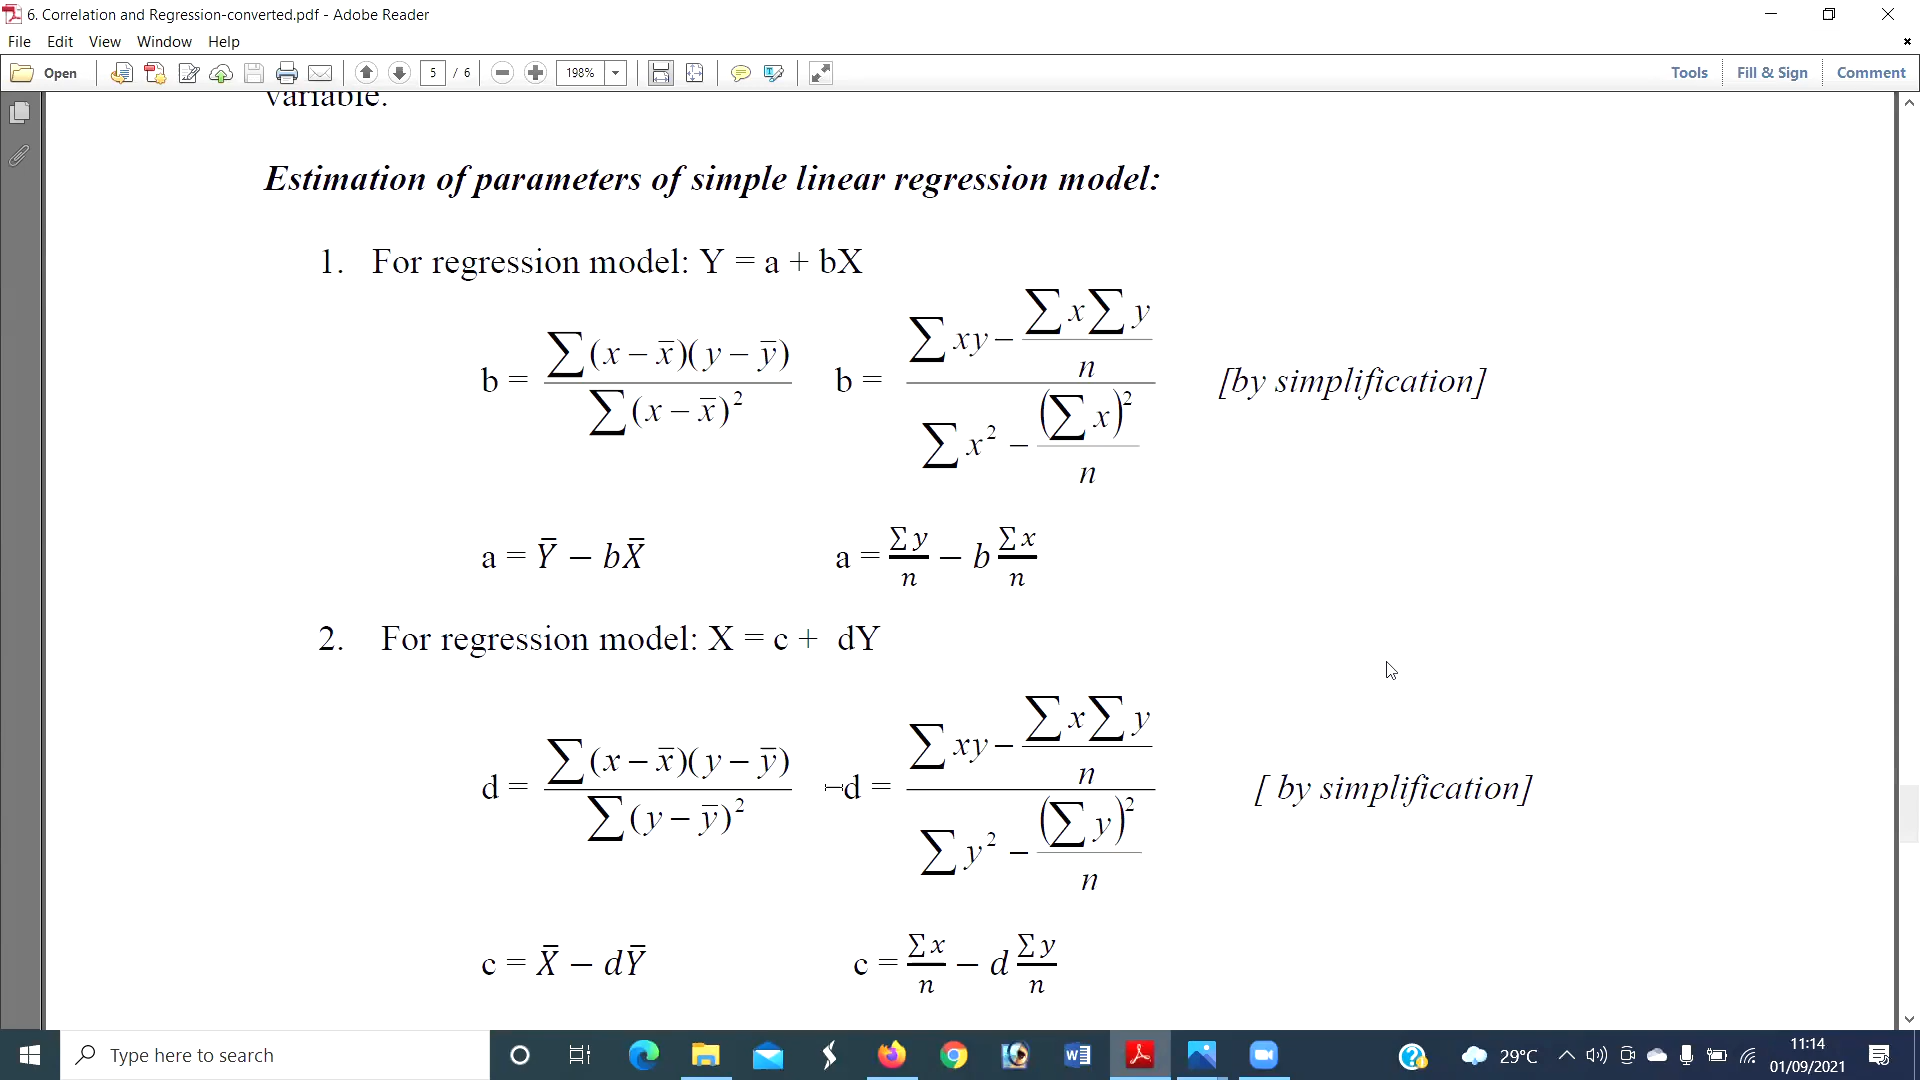 6. Correlation and Regression-converted.pdf - Adobe Reader
File Edit View Window Help
Open 5 / 6 198% Tools Fill & Sign Comment
variable.
Estimation of parameters of simple linear regression model:
1. For regression model: Y = a + bX
b = ∑(x – x̅)(y – y̅) / ∑(x – x̅)² b = (∑xy – ∑x∑y / n) / (∑x² – (∑x)² / n) [by simplification]
a = Y̅ – bX̅ a = ∑y/n – b ∑x/n
2. For regression model: X = c + dY
d = ∑(x – x̅)(y – y̅) / ∑(y – y̅)² d = (∑xy – ∑x∑y / n) / (∑y² – (∑y)² / n) [ by simplification]
c = X̅ – dY̅ c = ∑x/n – d ∑y/n
Type here to search 29°C 11:14
01/09/2021